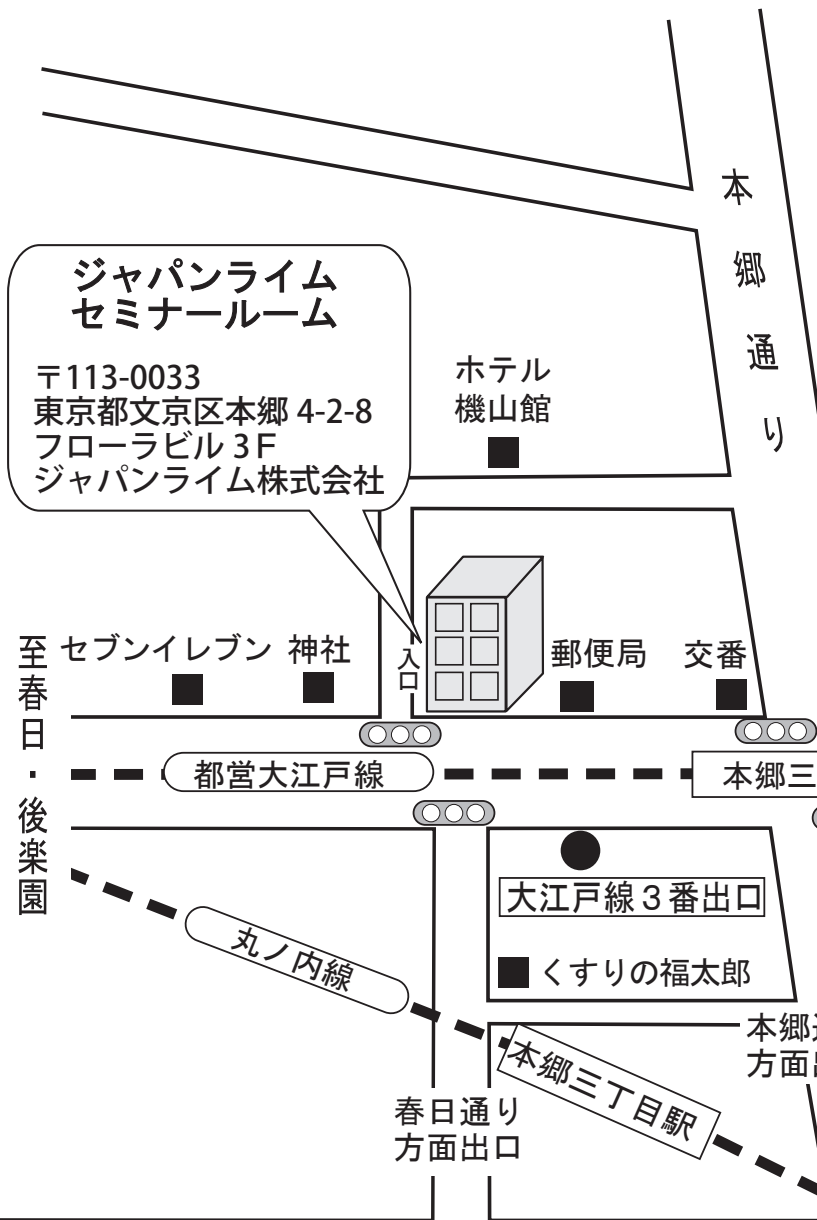 本郷通り
ジャパンライム
セミナールーム
〒113-0033
東京都文京区本郷 4-2-8
フローラビル 3F
ジャパンライム株式会社
ホテル
機山館
至春日・後楽園
セブンイレブン
神社
入口
郵便局
交番
都営大江戸線
本郷三
大江戸線3番出口
丸ノ内線
くすりの福太郎
本郷三丁目駅
本郷
方面
春日通り
方面出口